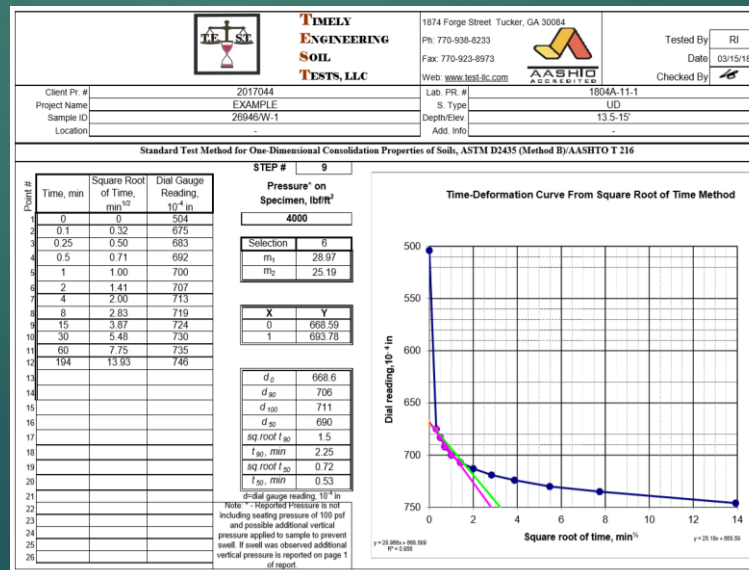 T.E. S.T.
TIMELY
ENGINEERING
SOIL
TESTS, LLC
1874 Forge Street Tucker, GA 30084
Ph: 770-938-8233
Fax: 770-923-8973
Web: www.test-llc.com
AASHTO
ACCREDITED
Tested By RI
Date 03/15/18
Checked By
Client Pr. # 2017044 Lab. PR. # 1804A-11-1
Project Name EXAMPLE S. Type UD
Sample ID 26946/W-1 Depth/Elev. 13.5-15'
Location - Add. Info -
Standard Test Method for One-Dimensional Consolidation Properties of Soils, ASTM D2435 (Method B)/AASHTO T 216
Point # Time, min Square Root of Time, min¹ᐟ² Dial Gauge Reading, 10⁻⁴ in
1 0 0 504
2 0.1 0.32 675
3 0.25 0.50 683
4 0.5 0.71 692
5 1 1.00 700
6 2 1.41 707
7 4 2.00 713
8 8 2.83 719
9 15 3.87 724
10 30 5.48 730
11 60 7.75 735
12 194 13.93 746
13
14
15
16
17
18
19
20
21
22
23
24
25
26
STEP # 9
Pressure* on
Specimen, lbf/ft²
4000
Selection 6
m₁ 28.97
m₂ 25.19
X Y
0 668.59
1 693.78
d₀ 668.6
d₉₀ 706
d₁₀₀ 711
d₅₀ 690
sq.root t₉₀ 1.5
t₉₀, min 2.25
sq.root t₅₀ 0.72
t₅₀, min 0.53
d=dial gauge reading, 10⁻⁴ in
Note: * - Reported Pressure is not
including seating pressure of 100 psf
and possible additional vertical
pressure applied to sample to prevent
swell. If swell was observed additional
vertical pressure is reported on page 1
of report.
Time-Deformation Curve From Square Root of Time Method
Dial reading,10⁻⁴ in
500
550
600
650
700
750
0 2 4 6 8 10 12 14
Square root of time, min½
y = 28.966x + 666.589
y = 25.19x + 668.59